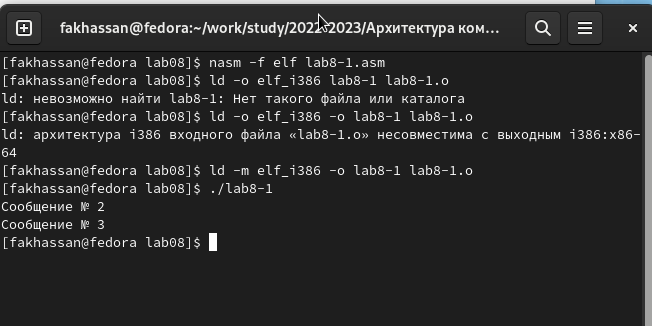 fakhassan@fedora:~/work/study/2022-2023/Архитектура ком...
[fakhassan@fedora lab08]$ nasm -f elf lab8-1.asm
[fakhassan@fedora lab08]$ ld -o elf_i386 lab8-1 lab8-1.o
ld: невозможно найти lab8-1: Нет такого файла или каталога
[fakhassan@fedora lab08]$ ld -o elf_i386 -o lab8-1 lab8-1.o
ld: архитектура i386 входного файла «lab8-1.o» несовместима с выходным i386:x86-
64
[fakhassan@fedora lab08]$ ld -m elf_i386 -o lab8-1 lab8-1.o
[fakhassan@fedora lab08]$ ./lab8-1
Сообщение № 2
Сообщение № 3
[fakhassan@fedora lab08]$